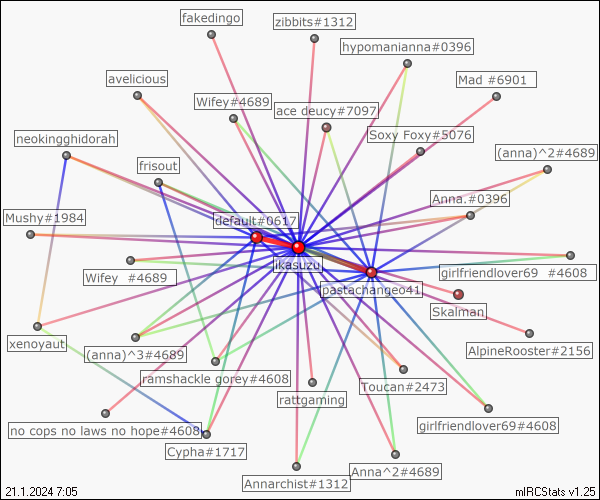 fakedingo
zibbits#1312
hypomanianna#0396
avelicious
Mad #6901
Wifey#4689
ace deucy#7097
neokingghidorah
Soxy Foxy#5076
(anna)^2#4689
frisout
Anna.#0396
Mushy#1984
default#0617
ikasuzu
Wifey #4689
girlfriendlover69 #4608
pastachangeo41
Skalman
xenoyaut
(anna)^3#4689
AlpineRooster#2156
ramshackle gorey#4608
Toucan#2473
rattgaming
no cops no laws no hope#4608
girlfriendlover69#4608
Cypha#1717
Anna^2#4689
Annarchist#1312
21.1.2024 7:05
mIRCStats v1.25